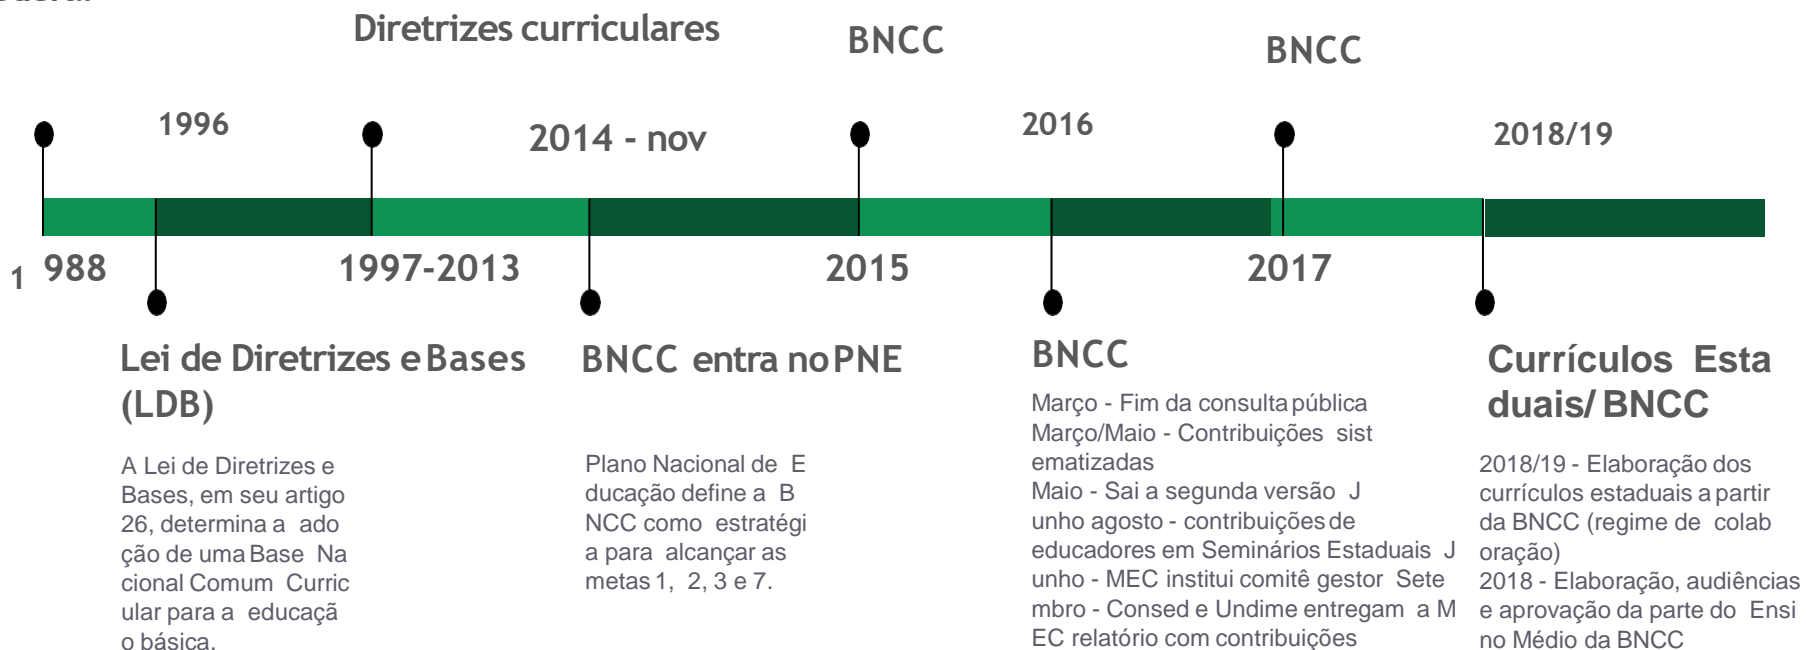 Diretrizes curriculares
BNCC
BNCC
1996
2014 - nov
2016
2018/19
1 988
1997-2013
2015
2017
Lei de Diretrizes e Bases
(LDB)
A Lei de Diretrizes e
Bases, em seu artigo
26, determina a ado
ção de uma Base Na
cional Comum Curric
ular para a educaçã
o básica.
BNCC entra no PNE
Plano Nacional de E
ducação define a B
NCC como estratégi
a para alcançar as
metas 1, 2, 3 e 7.
BNCC
Março - Fim da consulta pública
Março/Maio - Contribuições sist
ematizadas
Maio - Sai a segunda versão J
unho agosto - contribuições de
educadores em Seminários Estaduais J
unho - MEC institui comitê gestor Sete
mbro - Consed e Undime entregam a M
EC relatório com contribuições
Currículos Esta
duais/ BNCC
2018/19 - Elaboração dos
currículos estaduais a partir
da BNCC (regime de colab
oração)
2018 - Elaboração, audiências
e aprovação da parte do Ensi
no Médio da BNCC